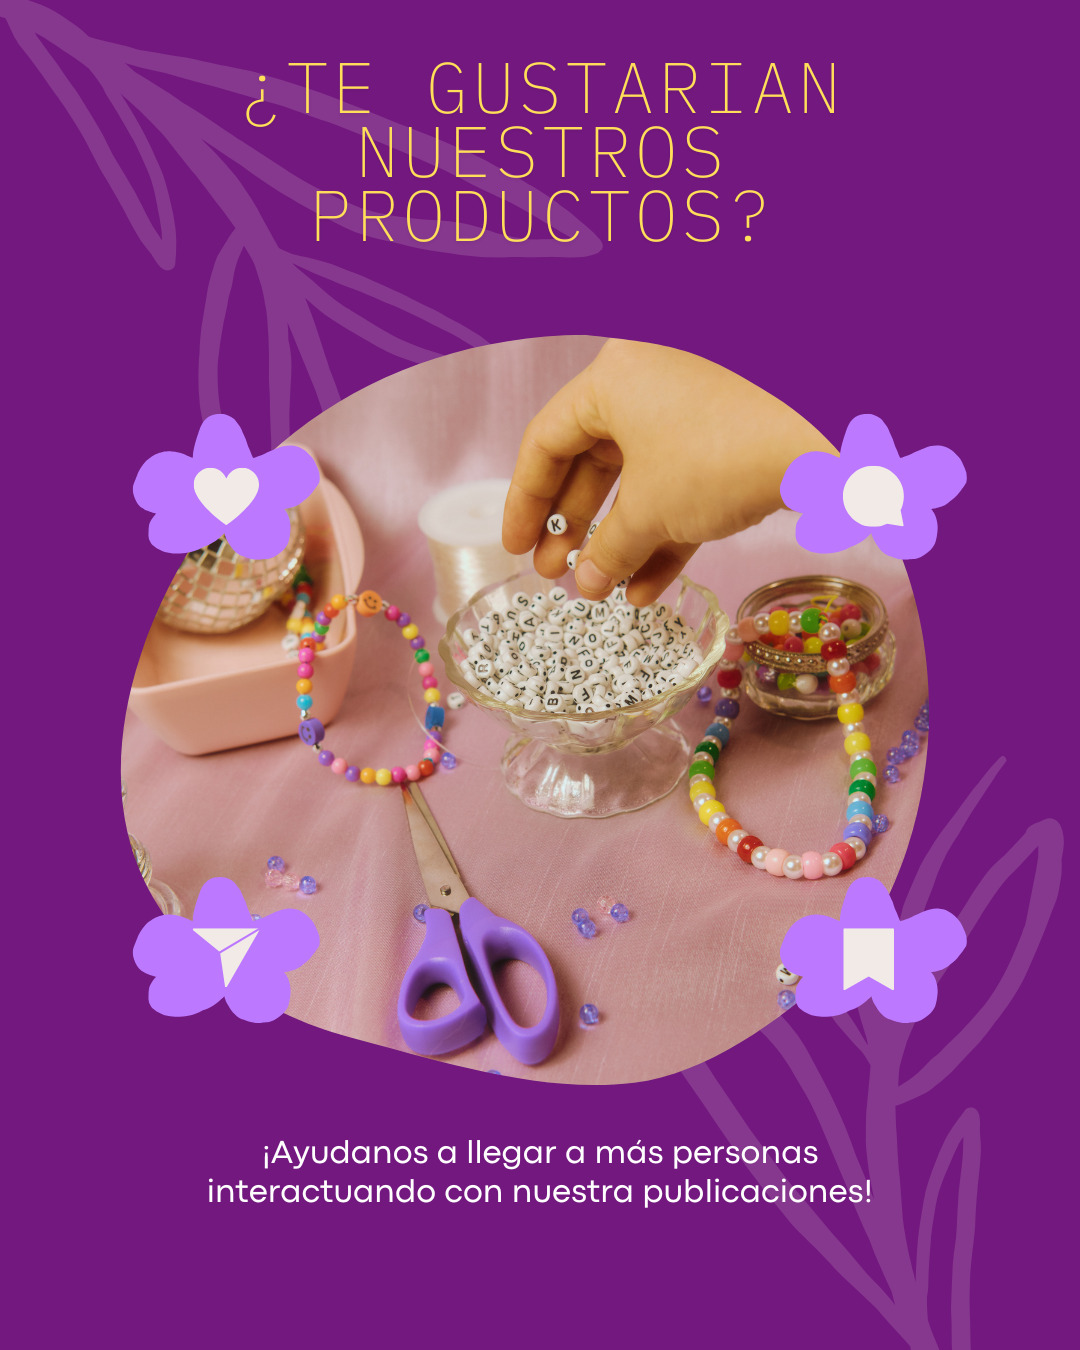 ¿TE GUSTARIAN
NUESTROS
PRODUCTOS?
K
¡Ayudanos a llegar a más personas
interactuando con nuestra publicaciones!